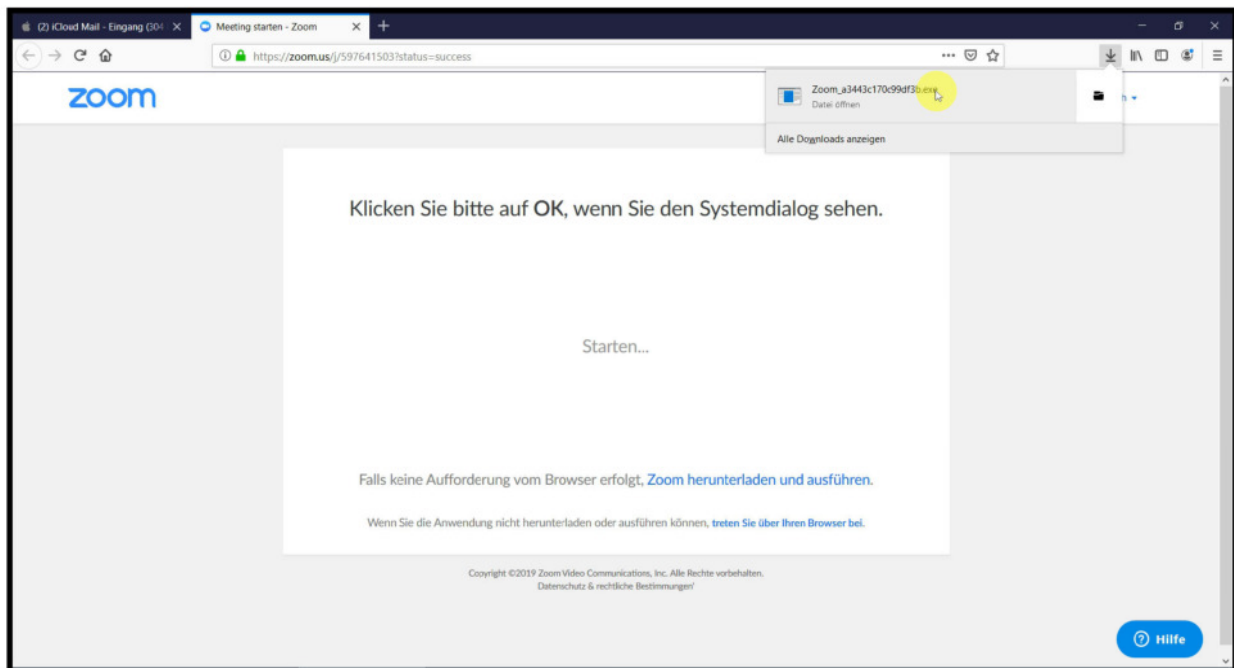 (2) iCloud Mail - Eingang (304
Meeting starten - Zoom
https://zoom.us/j/597641503?status=success
zoom
Zoom_a3443c170c99df3b.exe
Datei öffnen
Alle Downloads anzeigen
Klicken Sie bitte auf OK, wenn Sie den Systemdialog sehen.
Starten...
Falls keine Aufforderung vom Browser erfolgt, Zoom herunterladen und ausführen.
Wenn Sie die Anwendung nicht herunterladen oder ausführen können, treten Sie über Ihren Browser bei.
Copyright ©2019 Zoom Video Communications, Inc. Alle Rechte vorbehalten.
Datenschutz & rechtliche Bestimmungen'
Hilfe